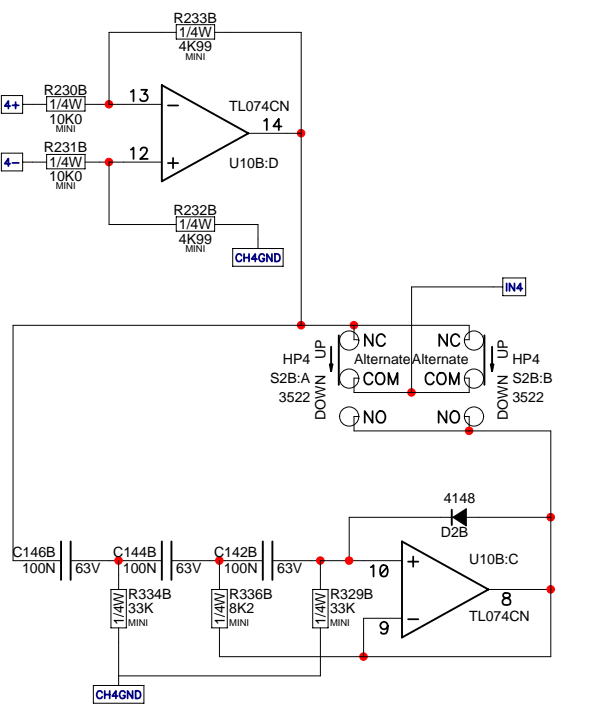 R233B
1/4W
4K99
MINI
R230B
4+
1/4W
10K0
MINI
13
TL074CN
14
R231B
4-
1/4W
10K0
MINI
12
U10B:D
R232B
1/4W
4K99
MINI
CH4GND
IN4
UP
NC
NC
UP
HP4
Alternate
Alternate
HP4
S2B:A
COM
COM
S2B:B
3522
DOWN
DOWN
3522
NO
NO
4148
D2B
C146B
100N
63V
C144B
100N
63V
C142B
100N
63V
10
U10B:C
R334B
1/4W
33K
MINI
R336B
1/4W
8K2
MINI
R329B
1/4W
33K
MINI
8
9
TL074CN
CH4GND